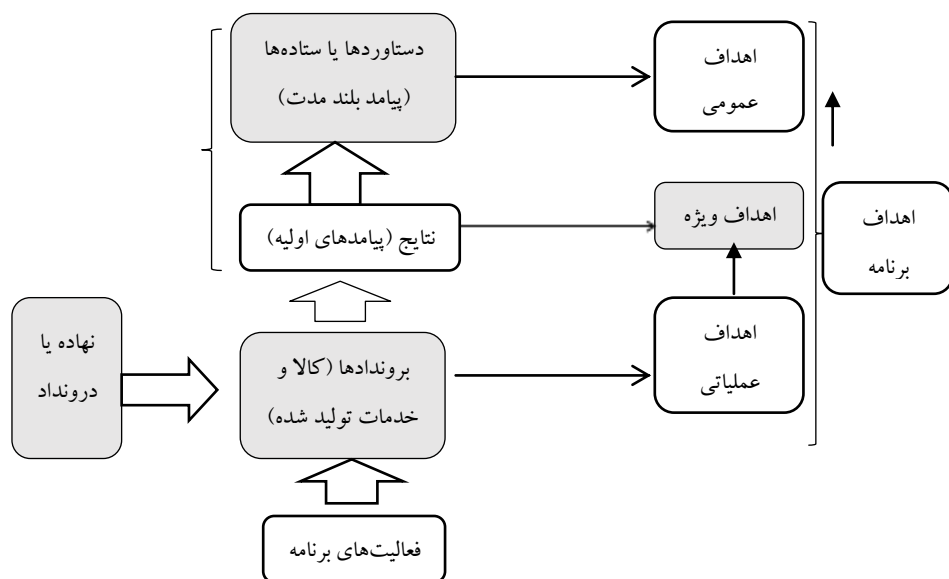 اهداف
عمومی
دستاوردها یا ستاده‌ها
(پیامد بلند مدت)
اهداف
برنامه
اهداف ویژه
نتایج (پیامدهای اولیه)
اهداف
عملیاتی
بروندادها (کالا و
خدمات تولید شده)
نهاده یا
درونداد
فعالیت‌های برنامه